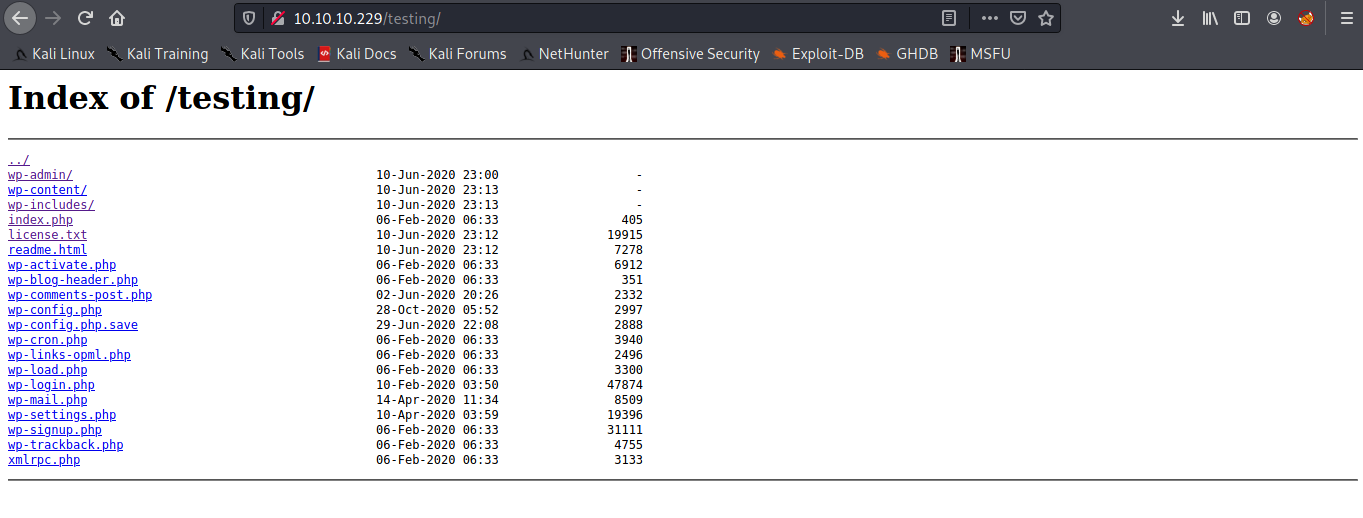 10.10.10.229/testing/
Kali Linux Kali Training Kali Tools Kali Docs Kali Forums NetHunter Offensive Security Exploit-DB GHDB MSFU
Index of /testing/
../
wp-admin/ 10-Jun-2020 23:00 -
wp-content/ 10-Jun-2020 23:13 -
wp-includes/ 10-Jun-2020 23:13 -
index.php 06-Feb-2020 06:33 405
license.txt 10-Jun-2020 23:12 19915
readme.html 10-Jun-2020 23:12 7278
wp-activate.php 06-Feb-2020 06:33 6912
wp-blog-header.php 06-Feb-2020 06:33 351
wp-comments-post.php 02-Jun-2020 20:26 2332
wp-config.php 28-Oct-2020 05:52 2997
wp-config.php.save 29-Jun-2020 22:08 2888
wp-cron.php 06-Feb-2020 06:33 3940
wp-links-opml.php 06-Feb-2020 06:33 2496
wp-load.php 06-Feb-2020 06:33 3300
wp-login.php 10-Feb-2020 03:50 47874
wp-mail.php 14-Apr-2020 11:34 8509
wp-settings.php 10-Apr-2020 03:59 19396
wp-signup.php 06-Feb-2020 06:33 31111
wp-trackback.php 06-Feb-2020 06:33 4755
xmlrpc.php 06-Feb-2020 06:33 3133